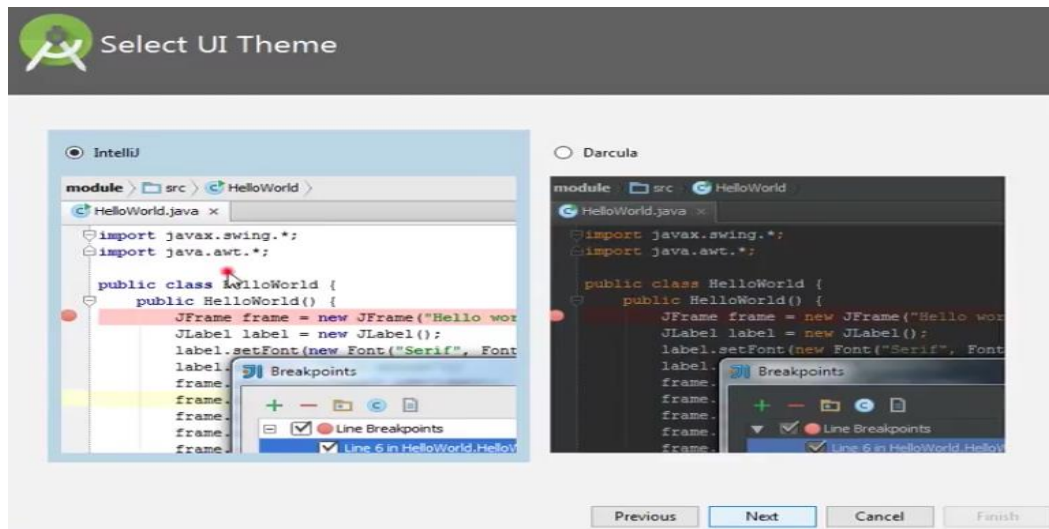 Select UI Theme
IntelliJ
module src HelloWorld
HelloWorld.java ×
import javax.swing.*;
import java.awt.*;
public class HelloWorld {
public HelloWorld() {
JFrame frame = new JFrame("Hello wor
JLabel label = new JLabel();
label.setFont(new Font("Serif", Font
label.
frame.
frame.
frame.
frame.
frame.
Breakpoints
Line Breakpoints
Line 6 in HelloWorld.HelloW
Darcula
module src HelloWorld
HelloWorld.java ×
import javax.swing.*;
import java.awt.*;
public class HelloWorld {
public HelloWorld() {
JFrame frame = new JFrame("Hello wor
JLabel label = new JLabel();
label.setFont(new Font("Serif", Font
label.
frame.
frame.
frame.
frame.
frame.
Breakpoints
Line Breakpoints
Line 6 in HelloWorld.HelloW
Previous Next Cancel Finish